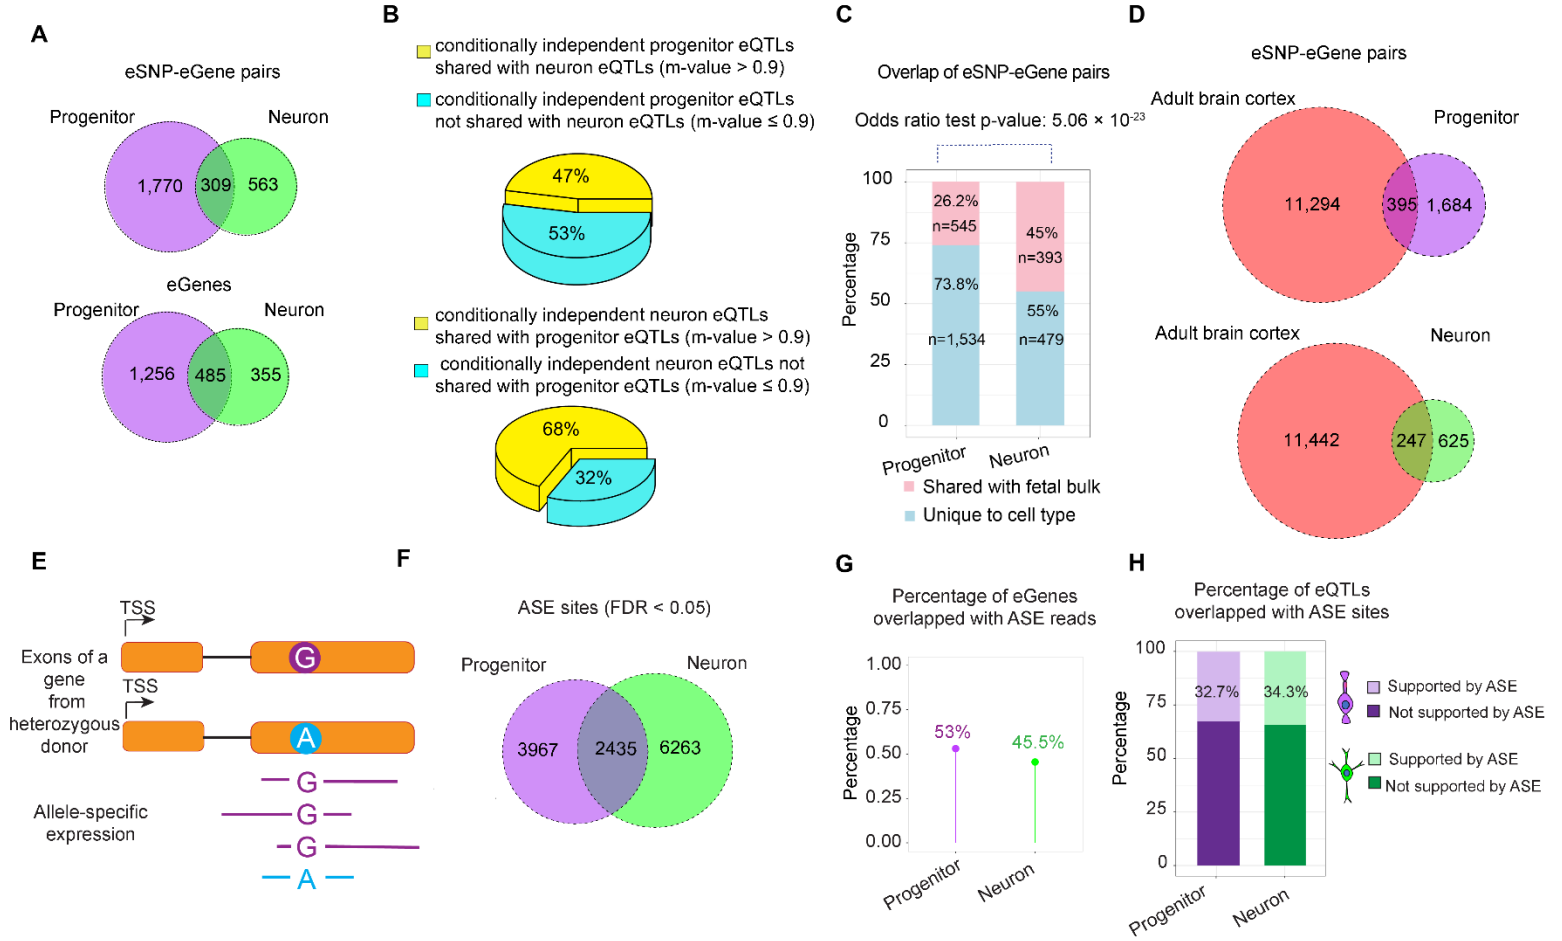 A
eSNP-eGene pairs
Progenitor
Neuron
1,770
309
563
eGenes
Progenitor
Neuron
1,256
485
355
B
conditionally independent progenitor eQTLs
shared with neuron eQTLs (m-value > 0.9)
conditionally independent progenitor eQTLs
not shared with neuron eQTLs (m-value ≤ 0.9)
47%
53%
conditionally independent neuron eQTLs
shared with progenitor eQTLs (m-value > 0.9)
conditionally independent neuron eQTLs not
shared with progenitor eQTLs (m-value ≤ 0.9)
68%
32%
C
Overlap of eSNP-eGene pairs
Odds ratio test p-value: 5.06 × 10⁻²³
Percentage
100
75
50
25
0
26.2%
n=545
73.8%
n=1,534
45%
n=393
55%
n=479
Progenitor
Neuron
Shared with fetal bulk
Unique to cell type
D
eSNP-eGene pairs
Adult brain cortex
Progenitor
11,294
395
1,684
Adult brain cortex
Neuron
11,442
247
625
E
TSS
Exons of a
gene
from
heterozygous
donor
G
TSS
A
Allele-specific
expression
G
G
G
A
F
ASE sites (FDR < 0.05)
Progenitor
Neuron
3967
2435
6263
G
Percentage of eGenes
overlapped with ASE reads
Percentage
1.00
0.75
0.50
0.25
0.00
53%
45.5%
Progenitor
Neuron
H
Percentage of eQTLs
overlapped with ASE sites
Percentage
100
75
50
25
0
32.7%
34.3%
Progenitor
Neuron
Supported by ASE
Not supported by ASE
Supported by ASE
Not supported by ASE